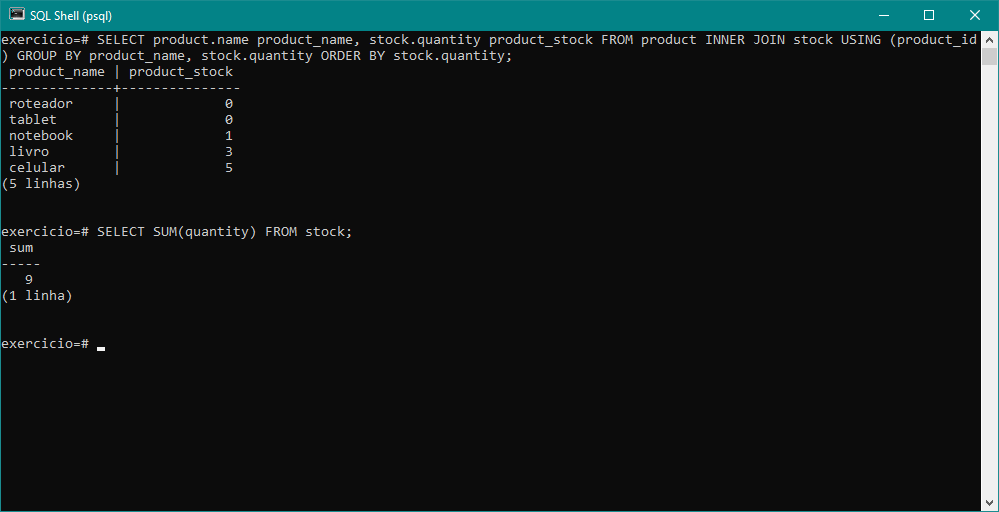 SQL Shell (psql)
exercicio=# SELECT product.name product_name, stock.quantity product_stock FROM product INNER JOIN stock USING (product_id
) GROUP BY product_name, stock.quantity ORDER BY stock.quantity;
 product_name | product_stock
--------------+---------------
 roteador     |             0
 tablet       |             0
 notebook     |             1
 livro        |             3
 celular      |             5
(5 linhas)
exercicio=# SELECT SUM(quantity) FROM stock;
 sum
-----
   9
(1 linha)
exercicio=#